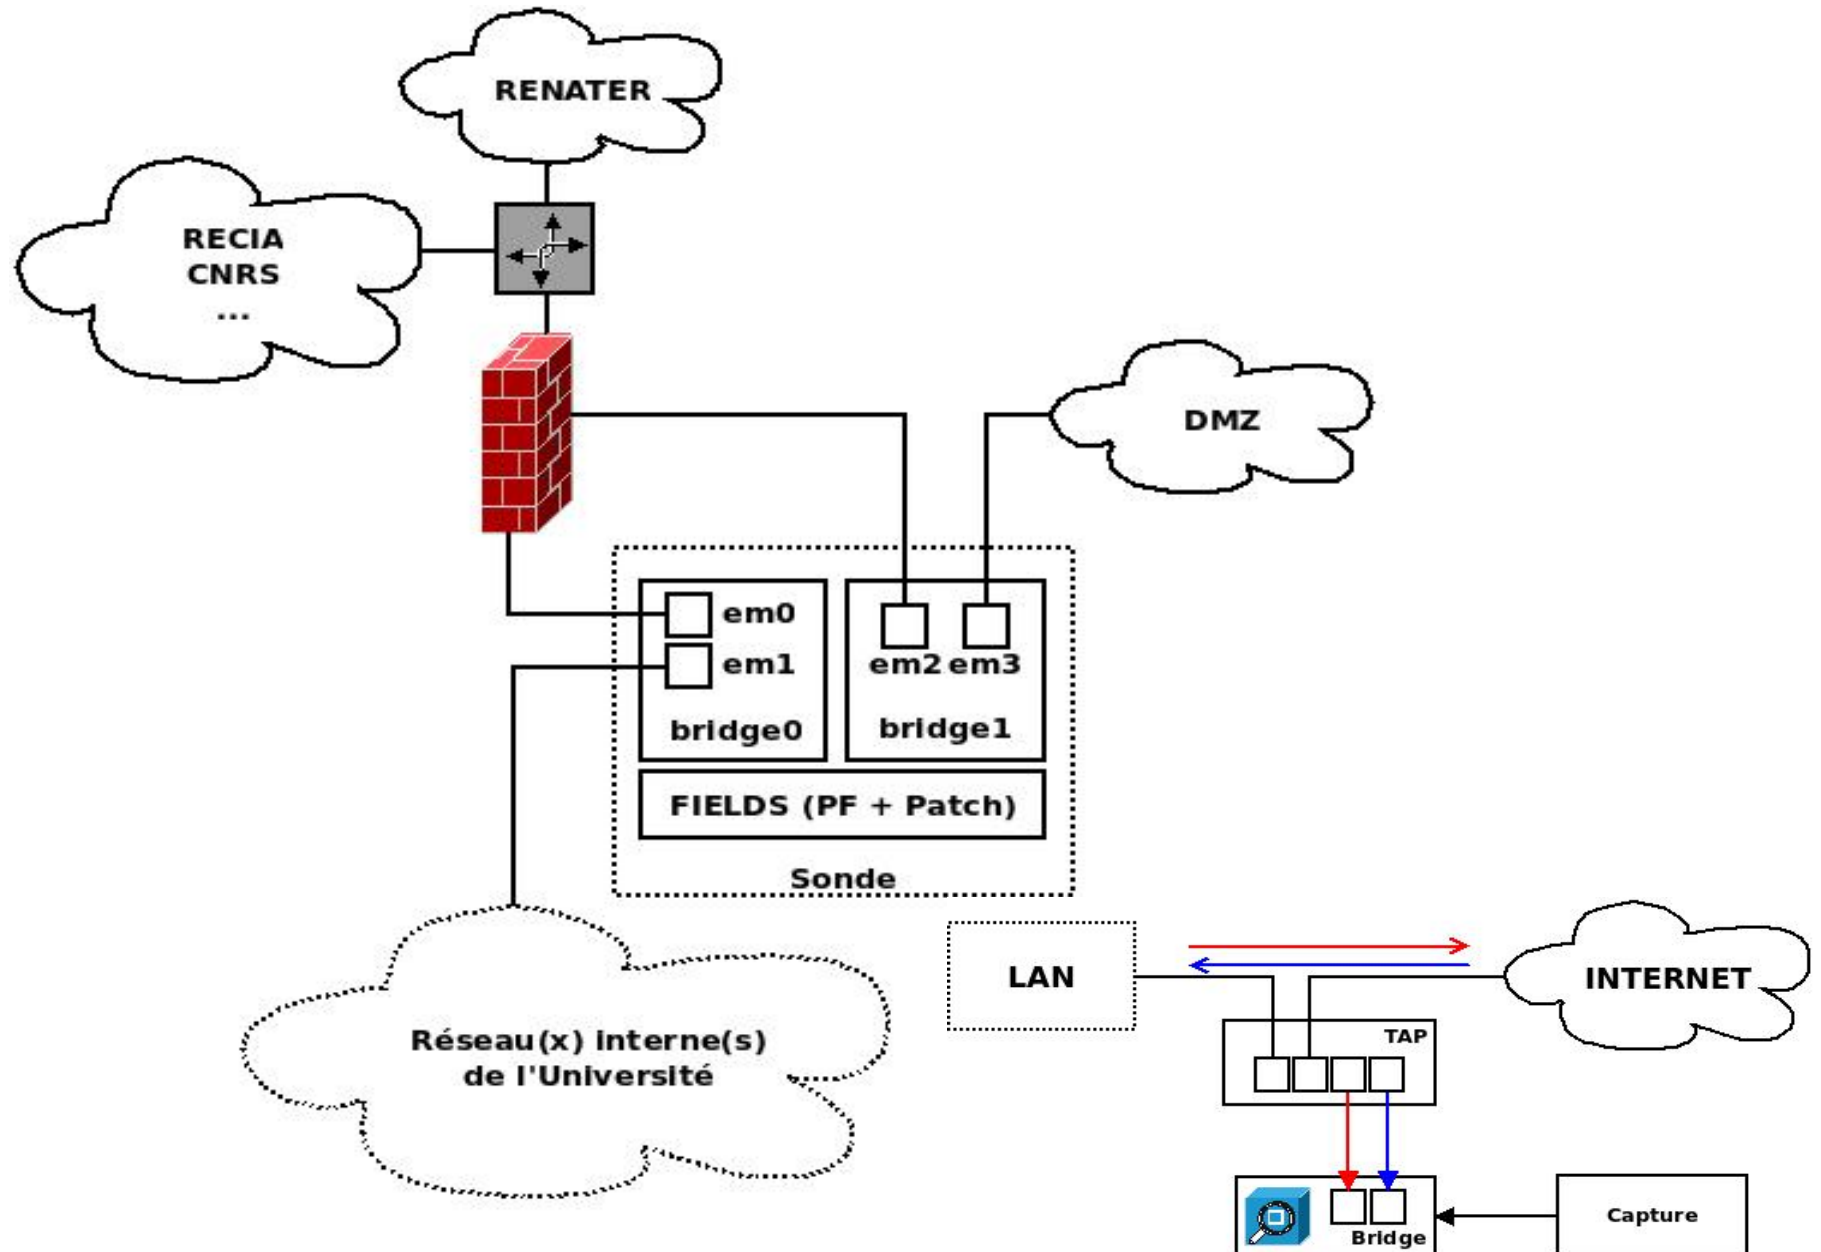 RENATER
RECIA
CNRS
...
DMZ
em0
em1
em2 em3
bridge0
bridge1
FIELDS (PF + Patch)
Sonde
LAN
INTERNET
TAP
Réseau(x) interne(s)
de l'Université
Capture
Bridge